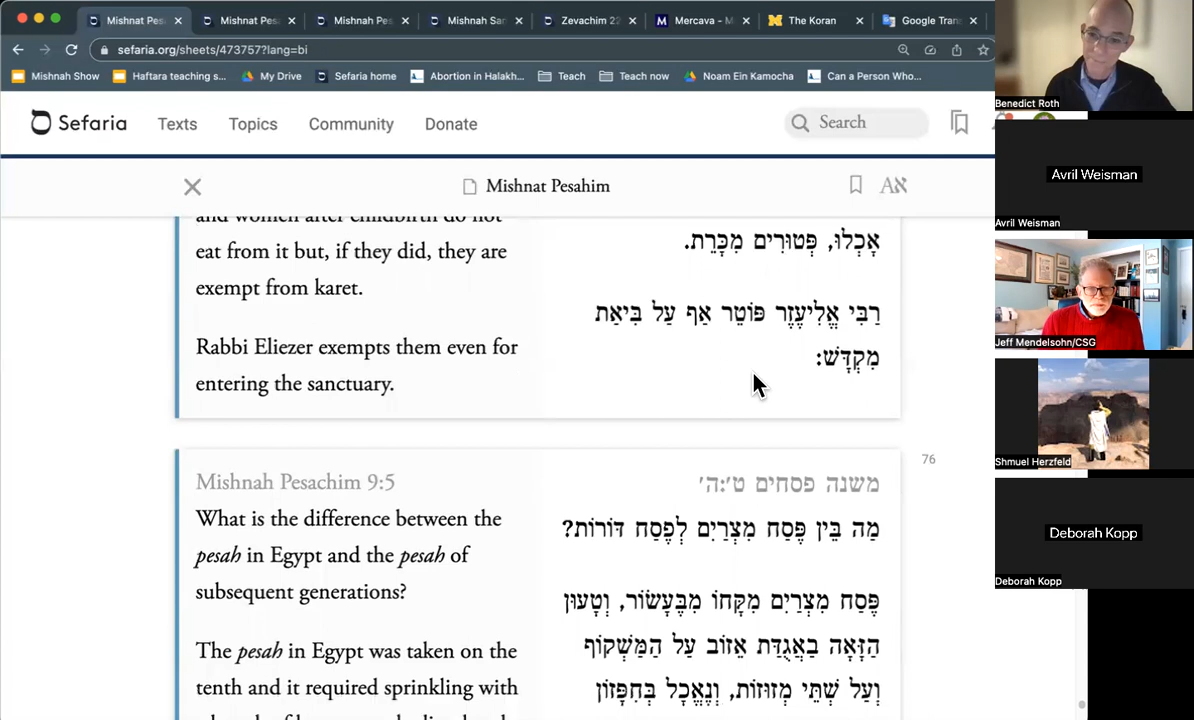 Mishnat Pes
Mishnat Pes
Mishnah Pes
Mishnah San
Zevachim 22
Mercava - M
The Koran
Google Tran
sefaria.org/sheets/473757?lang=bi
Mishnah Show
Haftara teaching s...
My Drive
Sefaria home
Abortion in Halakh...
Teach
Teach now
Noam Ein Kamocha
Can a Person Who...
Sefaria
Texts
Topics
Community
Donate
Search
Mishnat Pesahim
אA
and women after childbirth do not
eat from it but, if they did, they are
exempt from karet.
Rabbi Eliezer exempts them even for
entering the sanctuary.
אָכְלוּ, פְּטוּרִים מִכָּרֵת.
רַבִּי אֱלִיעֶזֶר פּוֹטֵר אַף עַל בִּיאַת
מִקְדָּשׁ:
76
Mishnah Pesachim 9:5
What is the difference between the
pesah in Egypt and the pesah of
subsequent generations?
The pesah in Egypt was taken on the
tenth and it required sprinkling with
משנה פסחים ט׳:ה׳
מַה בֵּין פֶּסַח מִצְרַיִם לְפֶסַח דּוֹרוֹת?
פֶּסַח מִצְרַיִם מִקָּחוֹ מִבֶּעָשׂוֹר, וְטָעוּן
הַזָּאָה בַאֲגֻדַּת אֵזוֹב עַל הַמַּשְׁקוֹף
וְעַל שְׁתֵּי מְזוּזוֹת, וְנֶאֱכָל בְּחִפָּזוֹן
Benedict Roth
Avril Weisman
Avril Weisman
Jeff Mendelsohn/CSG
Shmuel Herzfeld
Deborah Kopp
Deborah Kopp